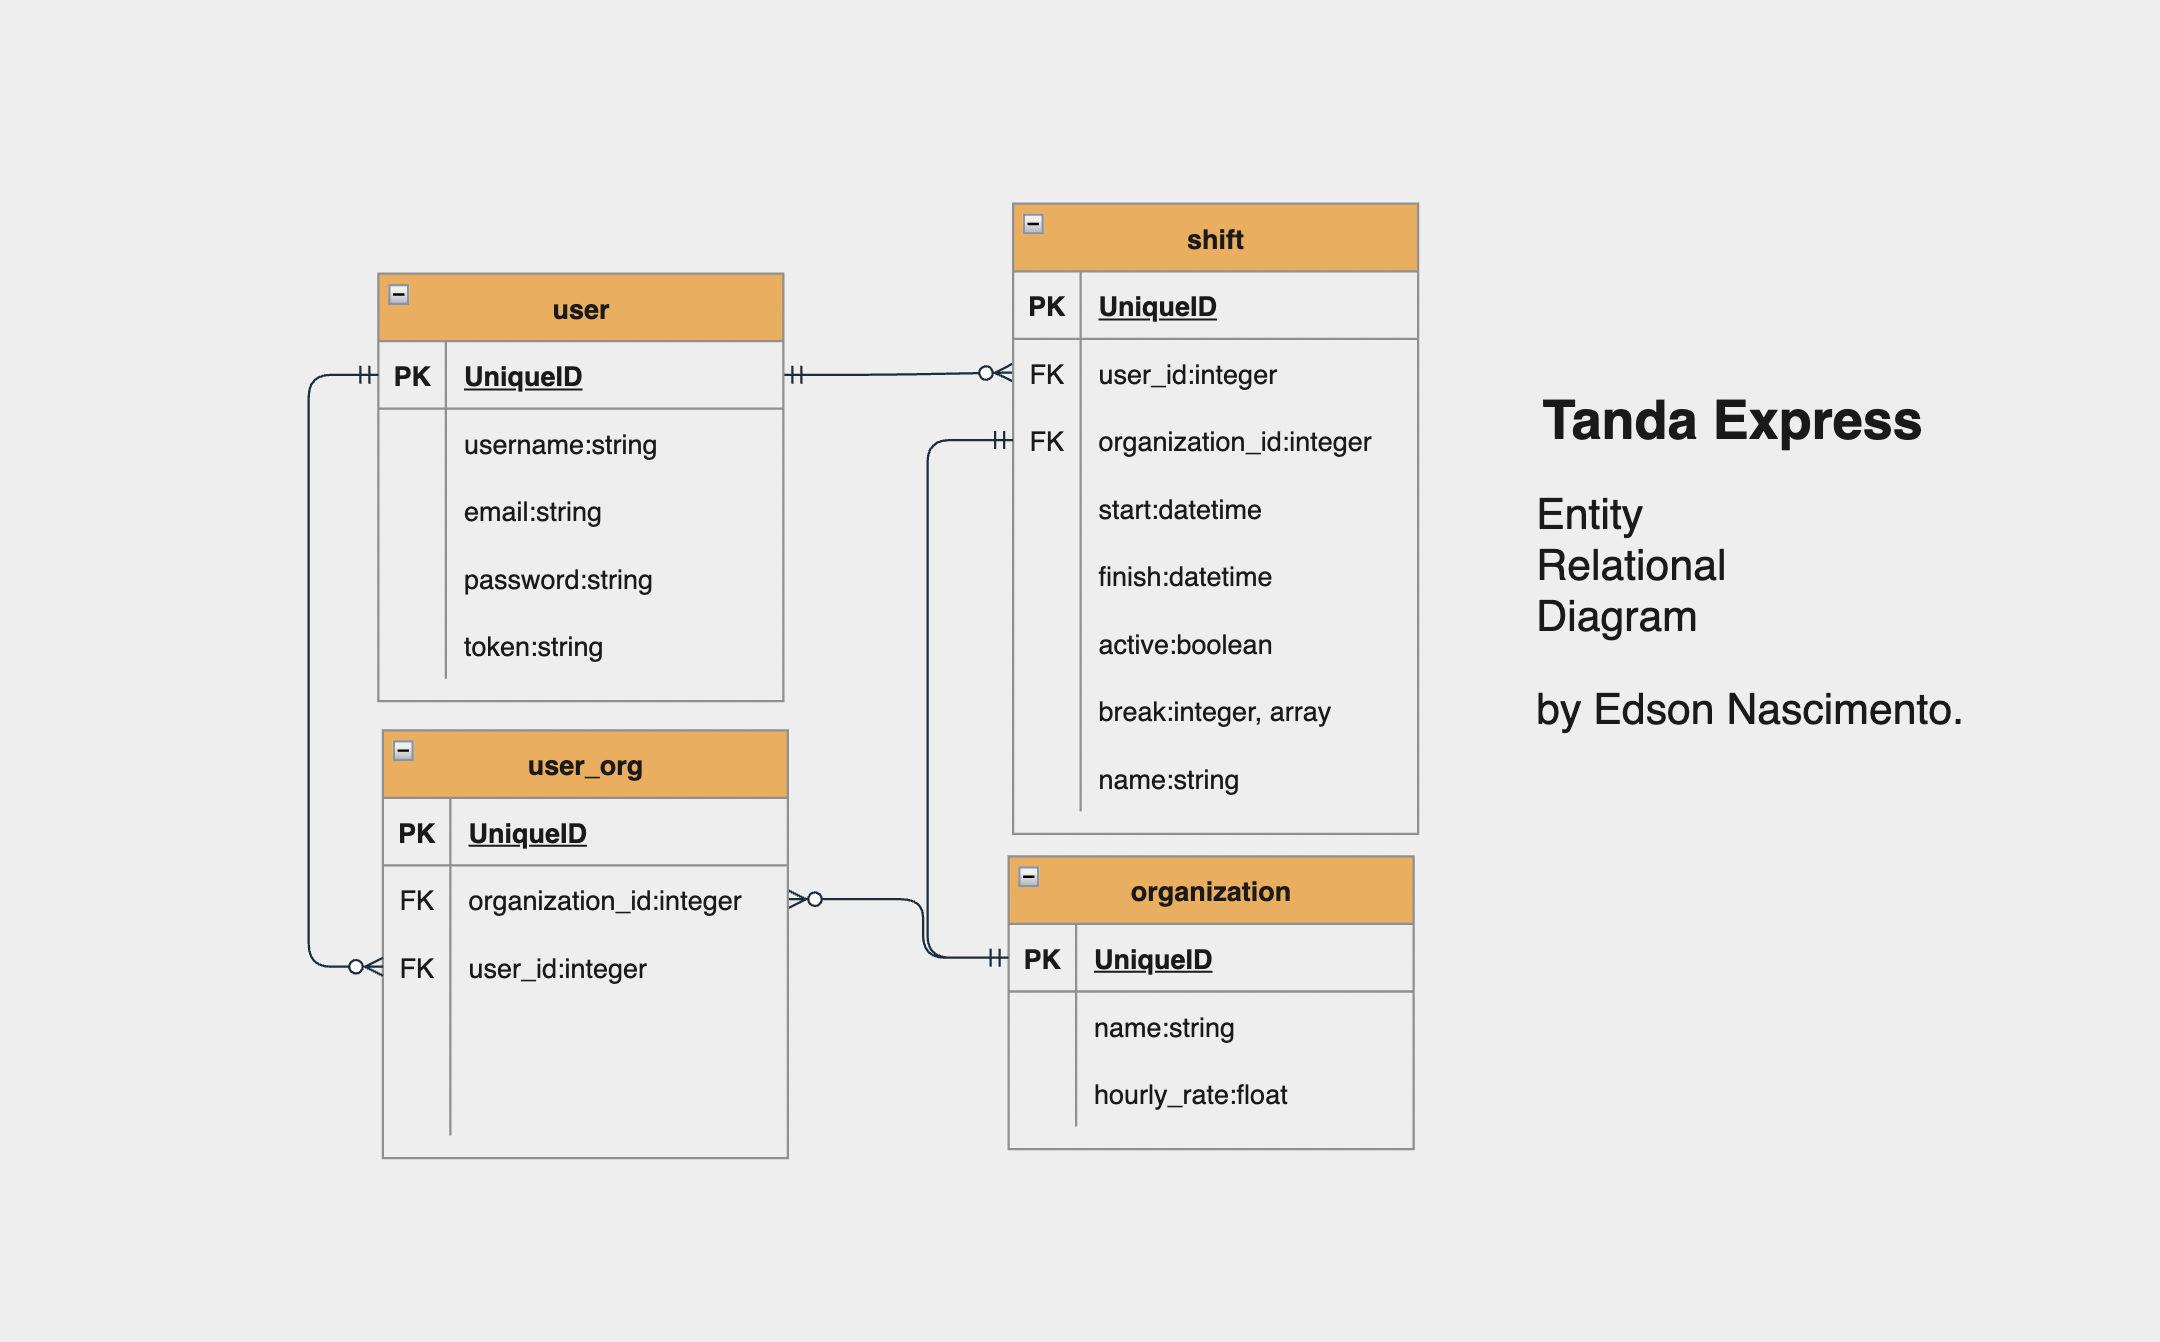 user
PK UniqueID
username:string
email:string
password:string
token:string
user_org
PK UniqueID
FK organization_id:integer
FK user_id:integer
shift
PK UniqueID
FK user_id:integer
FK organization_id:integer
start:datetime
finish:datetime
active:boolean
break:integer, array
name:string
organization
PK UniqueID
name:string
hourly_rate:float
Tanda Express
Entity
Relational
Diagram
by Edson Nascimento.